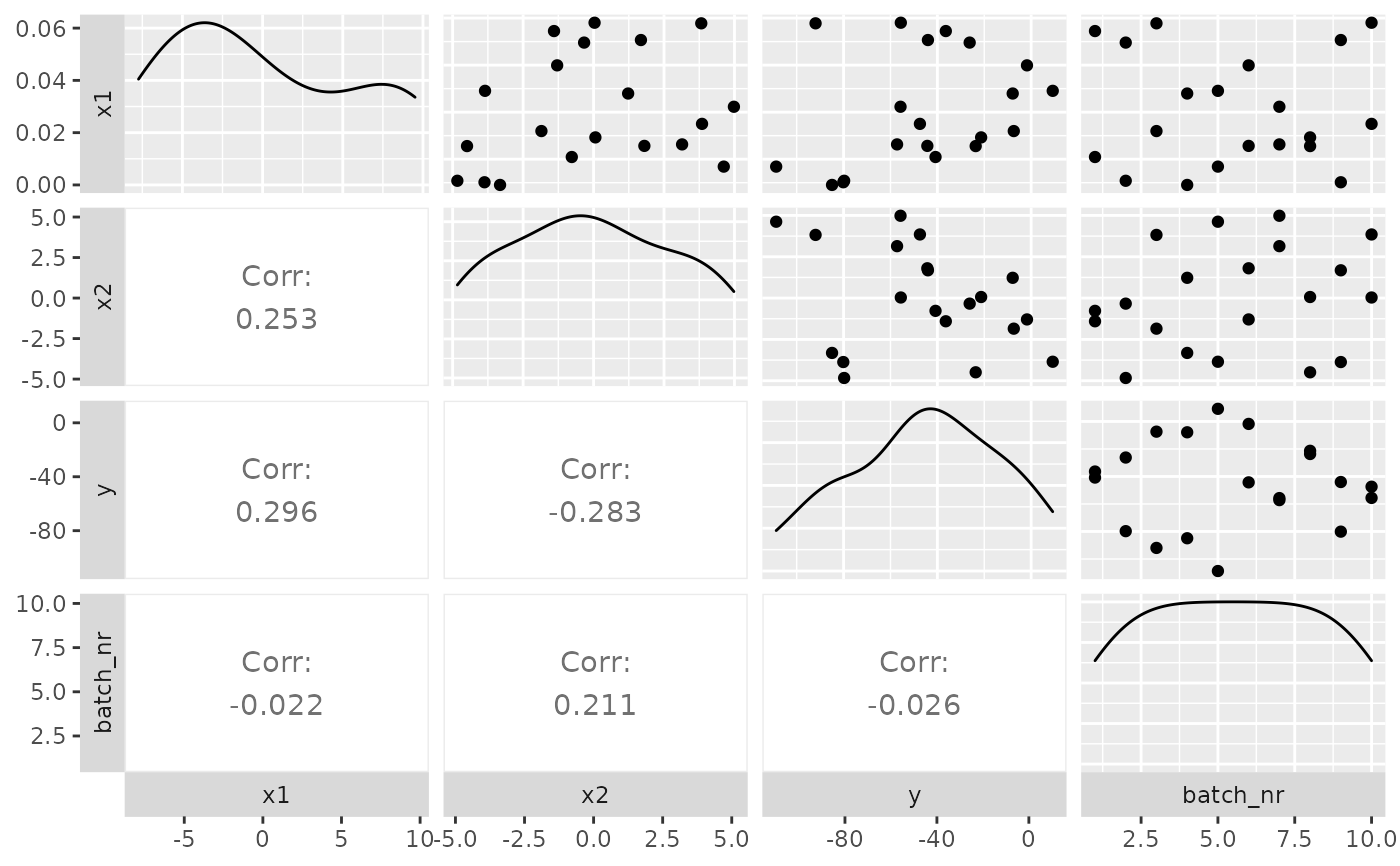 0.06
0.04
0.02
0.00
x1
5.0
2.5
0.0
-2.5
-5.0
x2
Corr:
0.253
0
-40
-80
y
Corr:
0.296
Corr:
-0.283
10.0
7.5
5.0
2.5
batch_nr
Corr:
-0.022
Corr:
0.211
Corr:
-0.026
x1 x2 y batch_nr
-5 0 5 10 -5.0 -2.5 0.0 2.5 5.0 -80 -40 0 2.5 5.0 7.5 10.0